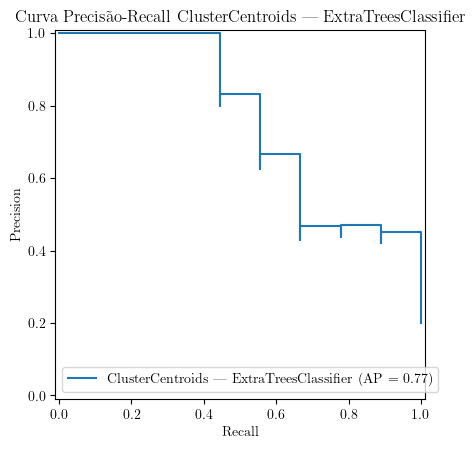 Curva Precisão-Recall ClusterCentroids — ExtraTreesClassifier
1.0
0.8
0.6
0.4
0.2
0.0
Precision
ClusterCentroids — ExtraTreesClassifier (AP = 0.77)
0.0 0.2 0.4 0.6 0.8 1.0
Recall